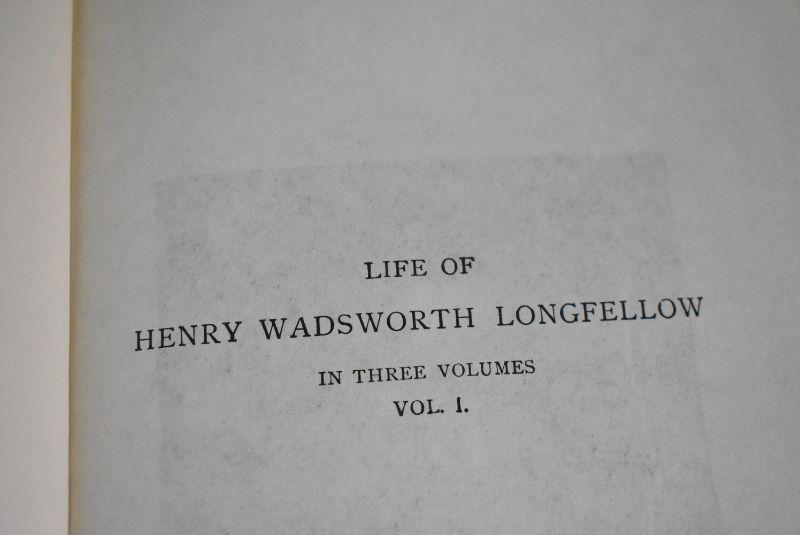 LIFE OF
HENRY WADSWORTH LONGFELLOW
IN THREE VOLUMES
VOL. I.